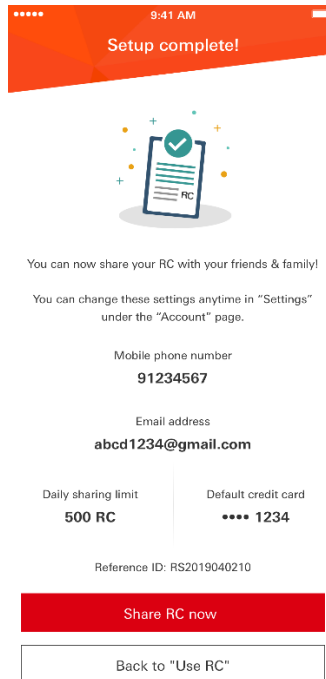 9:41 AM
Setup complete!
RC
You can now share your RC with your friends & family!
You can change these settings anytime in “Settings”
under the “Account” page.
Mobile phone number
91234567
Email address
abcd1234@gmail.com
Daily sharing limit
500 RC
Default credit card
•••• 1234
Reference ID: RS2019040210
Share RC now
Back to "Use RC"